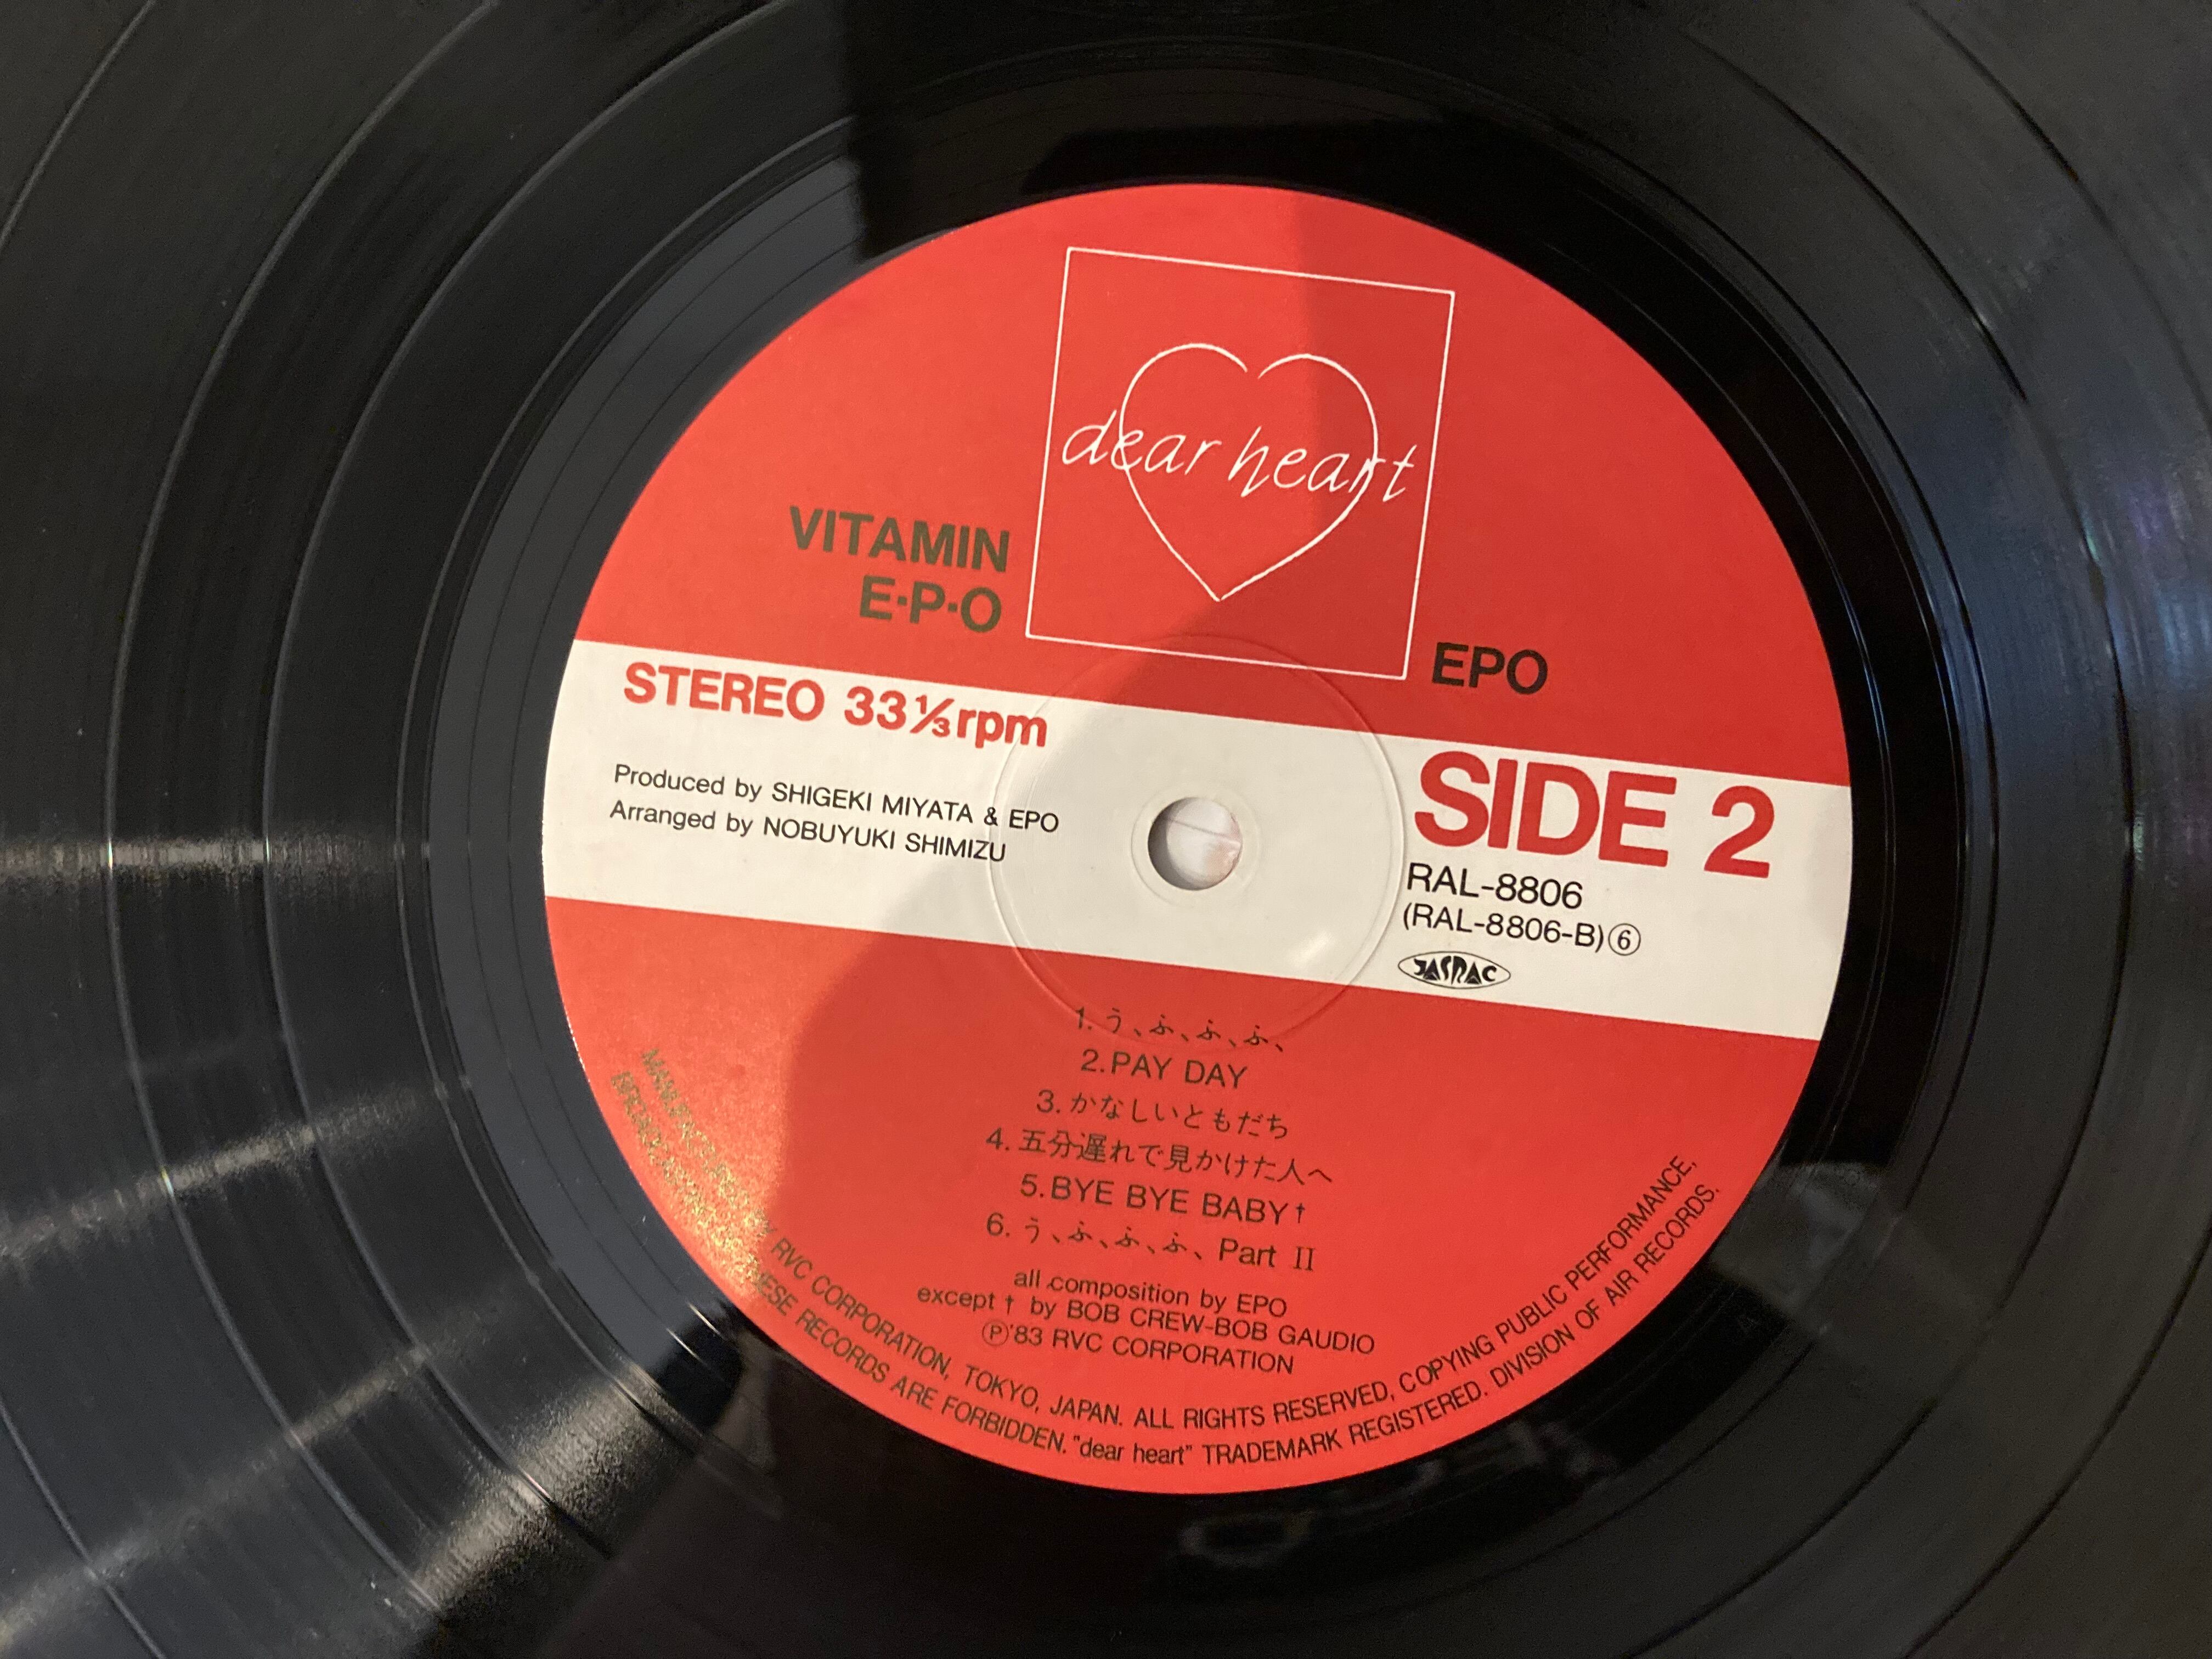 dear heart
VITAMIN
E·P·O
EPO
STEREO 33⅓rpm
Produced by SHIGEKI MIYATA & EPO
Arranged by NOBUYUKI SHIMIZU
SIDE 2
RAL-8806
(RAL-8806-B)⑥
JASRAC
1. う、ふ、ふ、ふ、
2. PAY DAY
3. かなしいともだち
4. 五分遅れで見かけた人へ
5. BYE BYE BABY†
6. う、ふ、ふ、ふ、Part II
all composition by EPO
except † by BOB CREW-BOB GAUDIO
Ⓟ'83 RVC CORPORATION
RVC CORPORATION, TOKYO, JAPAN. ALL RIGHTS RESERVED, COPYING PUBLIC PERFORMANCE,
THESE RECORDS ARE FORBIDDEN. "dear heart" TRADEMARK REGISTERED. DIVISION OF AIR RECORDS.